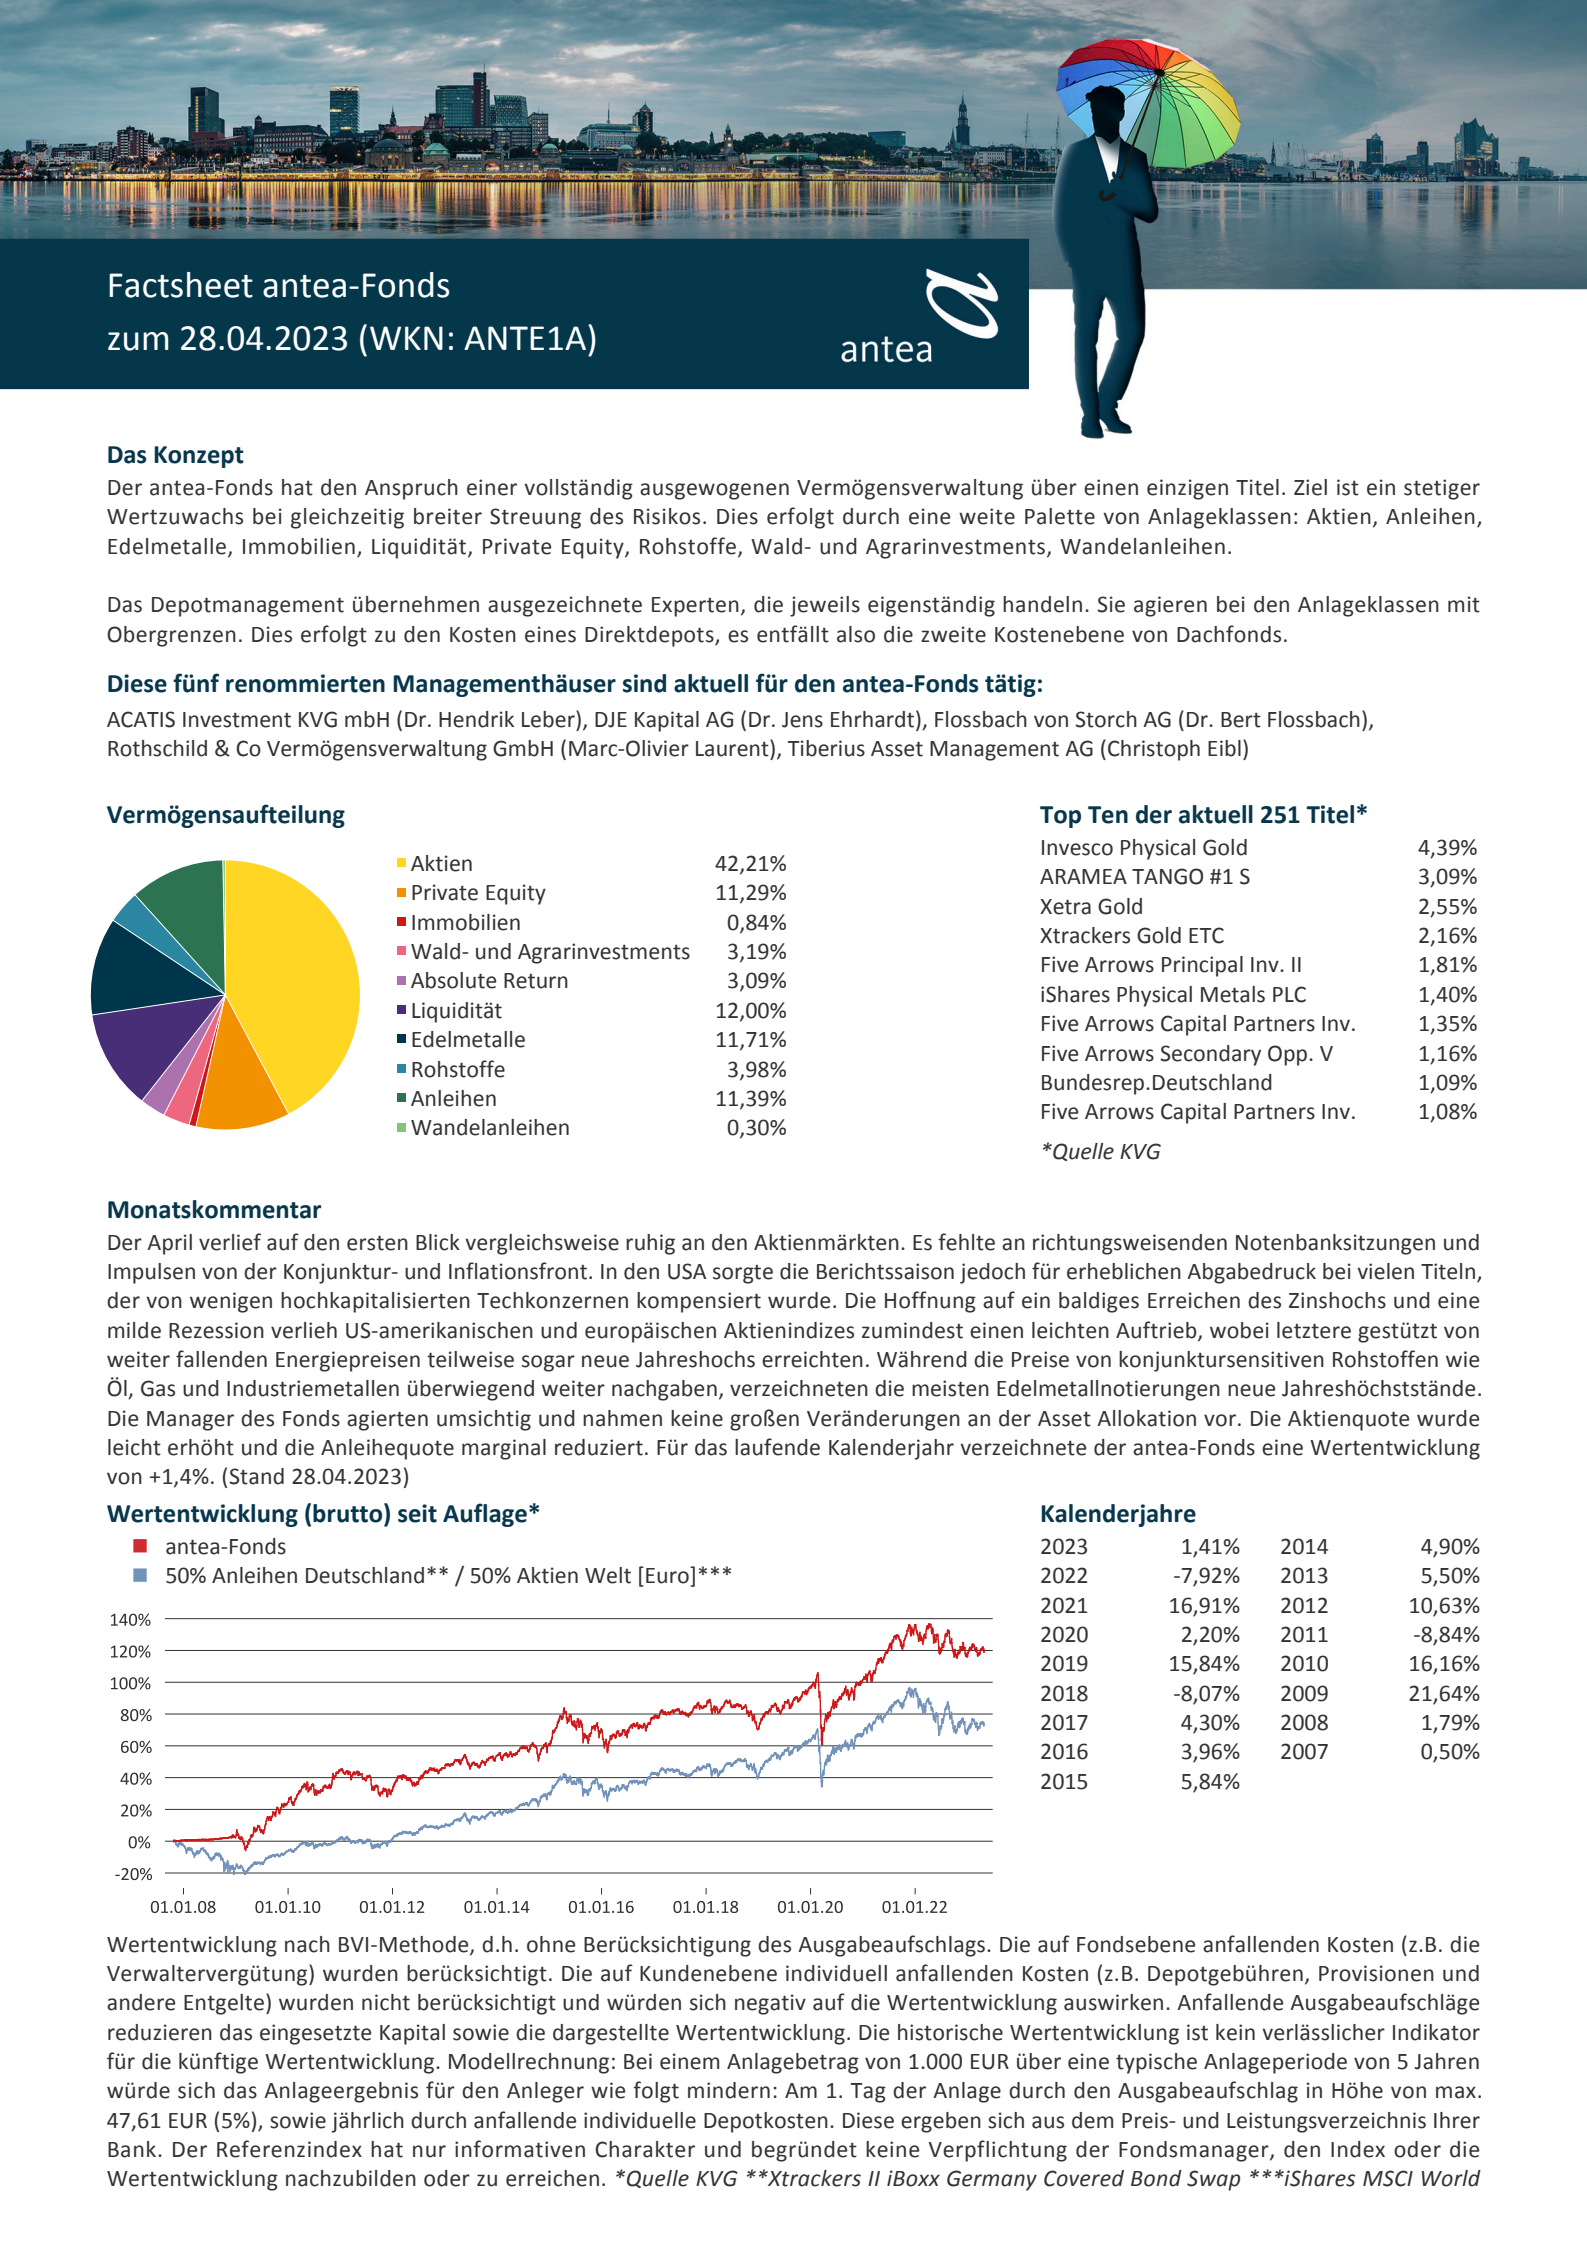 Factsheet antea-Fonds
zum 28.04.2023 (WKN: ANTE1A)
antea
Das Konzept
Der antea-Fonds hat den Anspruch einer vollständig ausgewogenen Vermögensverwaltung über einen einzigen Titel. Ziel ist ein stetiger
Wertzuwachs bei gleichzeitig breiter Streuung des Risikos. Dies erfolgt durch eine weite Palette von Anlageklassen: Aktien, Anleihen,
Edelmetalle, Immobilien, Liquidität, Private Equity, Rohstoffe, Wald- und Agrarinvestments, Wandelanleihen.
Das Depotmanagement übernehmen ausgezeichnete Experten, die jeweils eigenständig handeln. Sie agieren bei den Anlageklassen mit
Obergrenzen. Dies erfolgt zu den Kosten eines Direktdepots, es entfällt also die zweite Kostenebene von Dachfonds.
Diese fünf renommierten Managementhäuser sind aktuell für den antea-Fonds tätig:
ACATIS Investment KVG mbH (Dr. Hendrik Leber), DJE Kapital AG (Dr. Jens Ehrhardt), Flossbach von Storch AG (Dr. Bert Flossbach),
Rothschild & Co Vermögensverwaltung GmbH (Marc-Olivier Laurent), Tiberius Asset Management AG (Christoph Eibl)
Vermögensaufteilung
Aktien 42,21%
Private Equity 11,29%
Immobilien 0,84%
Wald- und Agrarinvestments 3,19%
Absolute Return 3,09%
Liquidität 12,00%
Edelmetalle 11,71%
Rohstoffe 3,98%
Anleihen 11,39%
Wandelanleihen 0,30%
Top Ten der aktuell 251 Titel*
Invesco Physical Gold 4,39%
ARAMEA TANGO #1 S 3,09%
Xetra Gold 2,55%
Xtrackers Gold ETC 2,16%
Five Arrows Principal Inv. II 1,81%
iShares Physical Metals PLC 1,40%
Five Arrows Capital Partners Inv. 1,35%
Five Arrows Secondary Opp. V 1,16%
Bundesrep.Deutschland 1,09%
Five Arrows Capital Partners Inv. 1,08%
*Quelle KVG
Monatskommentar
Der April verlief auf den ersten Blick vergleichsweise ruhig an den Aktienmärkten. Es fehlte an richtungsweisenden Notenbanksitzungen und
Impulsen von der Konjunktur- und Inflationsfront. In den USA sorgte die Berichtssaison jedoch für erheblichen Abgabedruck bei vielen Titeln,
der von wenigen hochkapitalisierten Techkonzernen kompensiert wurde. Die Hoffnung auf ein baldiges Erreichen des Zinshochs und eine
milde Rezession verlieh US-amerikanischen und europäischen Aktienindizes zumindest einen leichten Auftrieb, wobei letztere gestützt von
weiter fallenden Energiepreisen teilweise sogar neue Jahreshochs erreichten. Während die Preise von konjunktursensitiven Rohstoffen wie
Öl, Gas und Industriemetallen überwiegend weiter nachgaben, verzeichneten die meisten Edelmetallnotierungen neue Jahreshöchststände.
Die Manager des Fonds agierten umsichtig und nahmen keine großen Veränderungen an der Asset Allokation vor. Die Aktienquote wurde
leicht erhöht und die Anleihequote marginal reduziert. Für das laufende Kalenderjahr verzeichnete der antea-Fonds eine Wertentwicklung
von +1,4%. (Stand 28.04.2023)
Wertentwicklung (brutto) seit Auflage*
antea-Fonds
50% Anleihen Deutschland** / 50% Aktien Welt [Euro]***
140%
120%
100%
80%
60%
40%
20%
0%
-20%
01.01.08 01.01.10 01.01.12 01.01.14 01.01.16 01.01.18 01.01.20 01.01.22
Kalenderjahre
2023 1,41% 2014 4,90%
2022 -7,92% 2013 5,50%
2021 16,91% 2012 10,63%
2020 2,20% 2011 -8,84%
2019 15,84% 2010 16,16%
2018 -8,07% 2009 21,64%
2017 4,30% 2008 1,79%
2016 3,96% 2007 0,50%
2015 5,84%
Wertentwicklung nach BVI-Methode, d.h. ohne Berücksichtigung des Ausgabeaufschlags. Die auf Fondsebene anfallenden Kosten (z.B. die
Verwaltervergütung) wurden berücksichtigt. Die auf Kundenebene individuell anfallenden Kosten (z.B. Depotgebühren, Provisionen und
andere Entgelte) wurden nicht berücksichtigt und würden sich negativ auf die Wertentwicklung auswirken. Anfallende Ausgabeaufschläge
reduzieren das eingesetzte Kapital sowie die dargestellte Wertentwicklung. Die historische Wertentwicklung ist kein verlässlicher Indikator
für die künftige Wertentwicklung. Modellrechnung: Bei einem Anlagebetrag von 1.000 EUR über eine typische Anlageperiode von 5 Jahren
würde sich das Anlageergebnis für den Anleger wie folgt mindern: Am 1. Tag der Anlage durch den Ausgabeaufschlag in Höhe von max.
47,61 EUR (5%), sowie jährlich durch anfallende individuelle Depotkosten. Diese ergeben sich aus dem Preis- und Leistungsverzeichnis Ihrer
Bank. Der Referenzindex hat nur informativen Charakter und begründet keine Verpflichtung der Fondsmanager, den Index oder die
Wertentwicklung nachzubilden oder zu erreichen. *Quelle KVG **Xtrackers II iBoxx Germany Covered Bond Swap ***iShares MSCI World